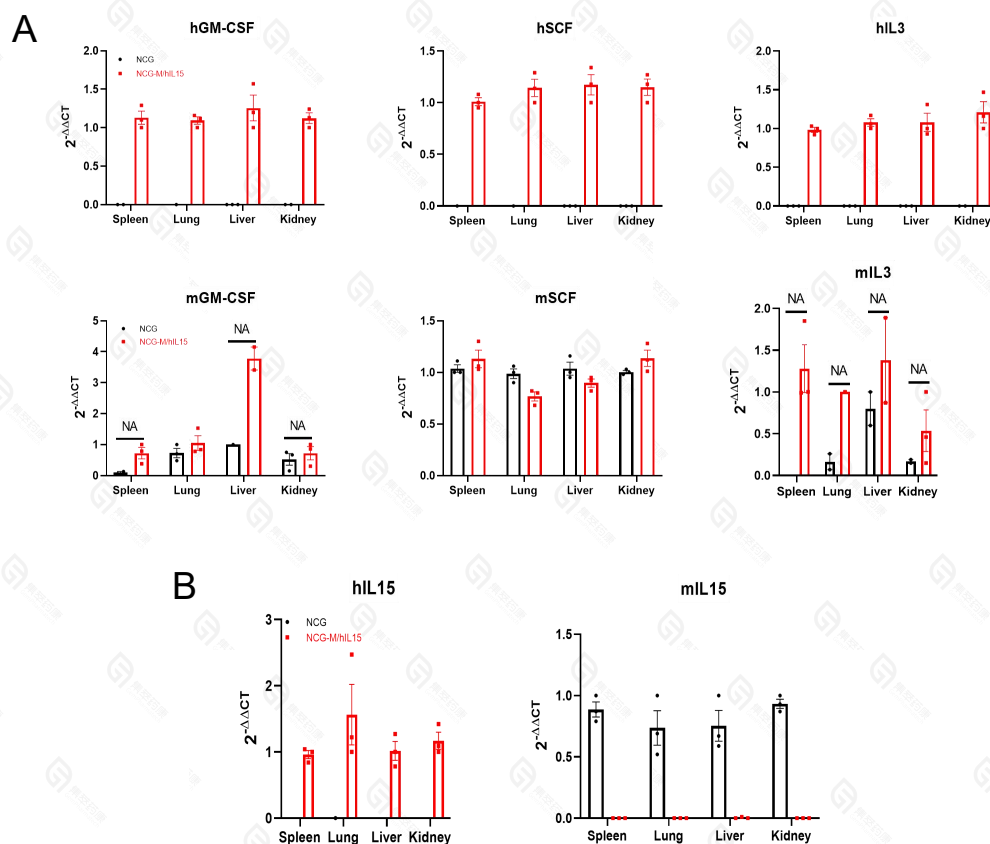 A
hGM-CSF
2.0
1.5
1.0
0.5
0.0
2-ΔΔCT
NCG
NCG-M/hIL15
Spleen Lung Liver Kidney
hSCF
1.5
1.0
0.5
0.0
2-ΔΔCT
Spleen Lung Liver Kidney
hIL3
2.0
1.5
1.0
0.5
0.0
2-ΔΔCT
Spleen Lung Liver Kidney
mGM-CSF
5
4
3
2
1
0
2-ΔΔCT
NCG
NCG-M/hIL15
NA
NA
NA
Spleen Lung Liver Kidney
mSCF
1.5
1.0
0.5
0.0
2-ΔΔCT
Spleen Lung Liver Kidney
mIL3
2.0
1.5
1.0
0.5
0.0
2-ΔΔCT
NA
NA
NA
NA
Spleen Lung Liver Kidney
B
hIL15
3
2
1
0
2-ΔΔCT
NCG
NCG-M/hIL15
Spleen Lung Liver Kidney
mIL15
1.5
1.0
0.5
0.0
2-ΔΔCT
Spleen Lung Liver Kidney